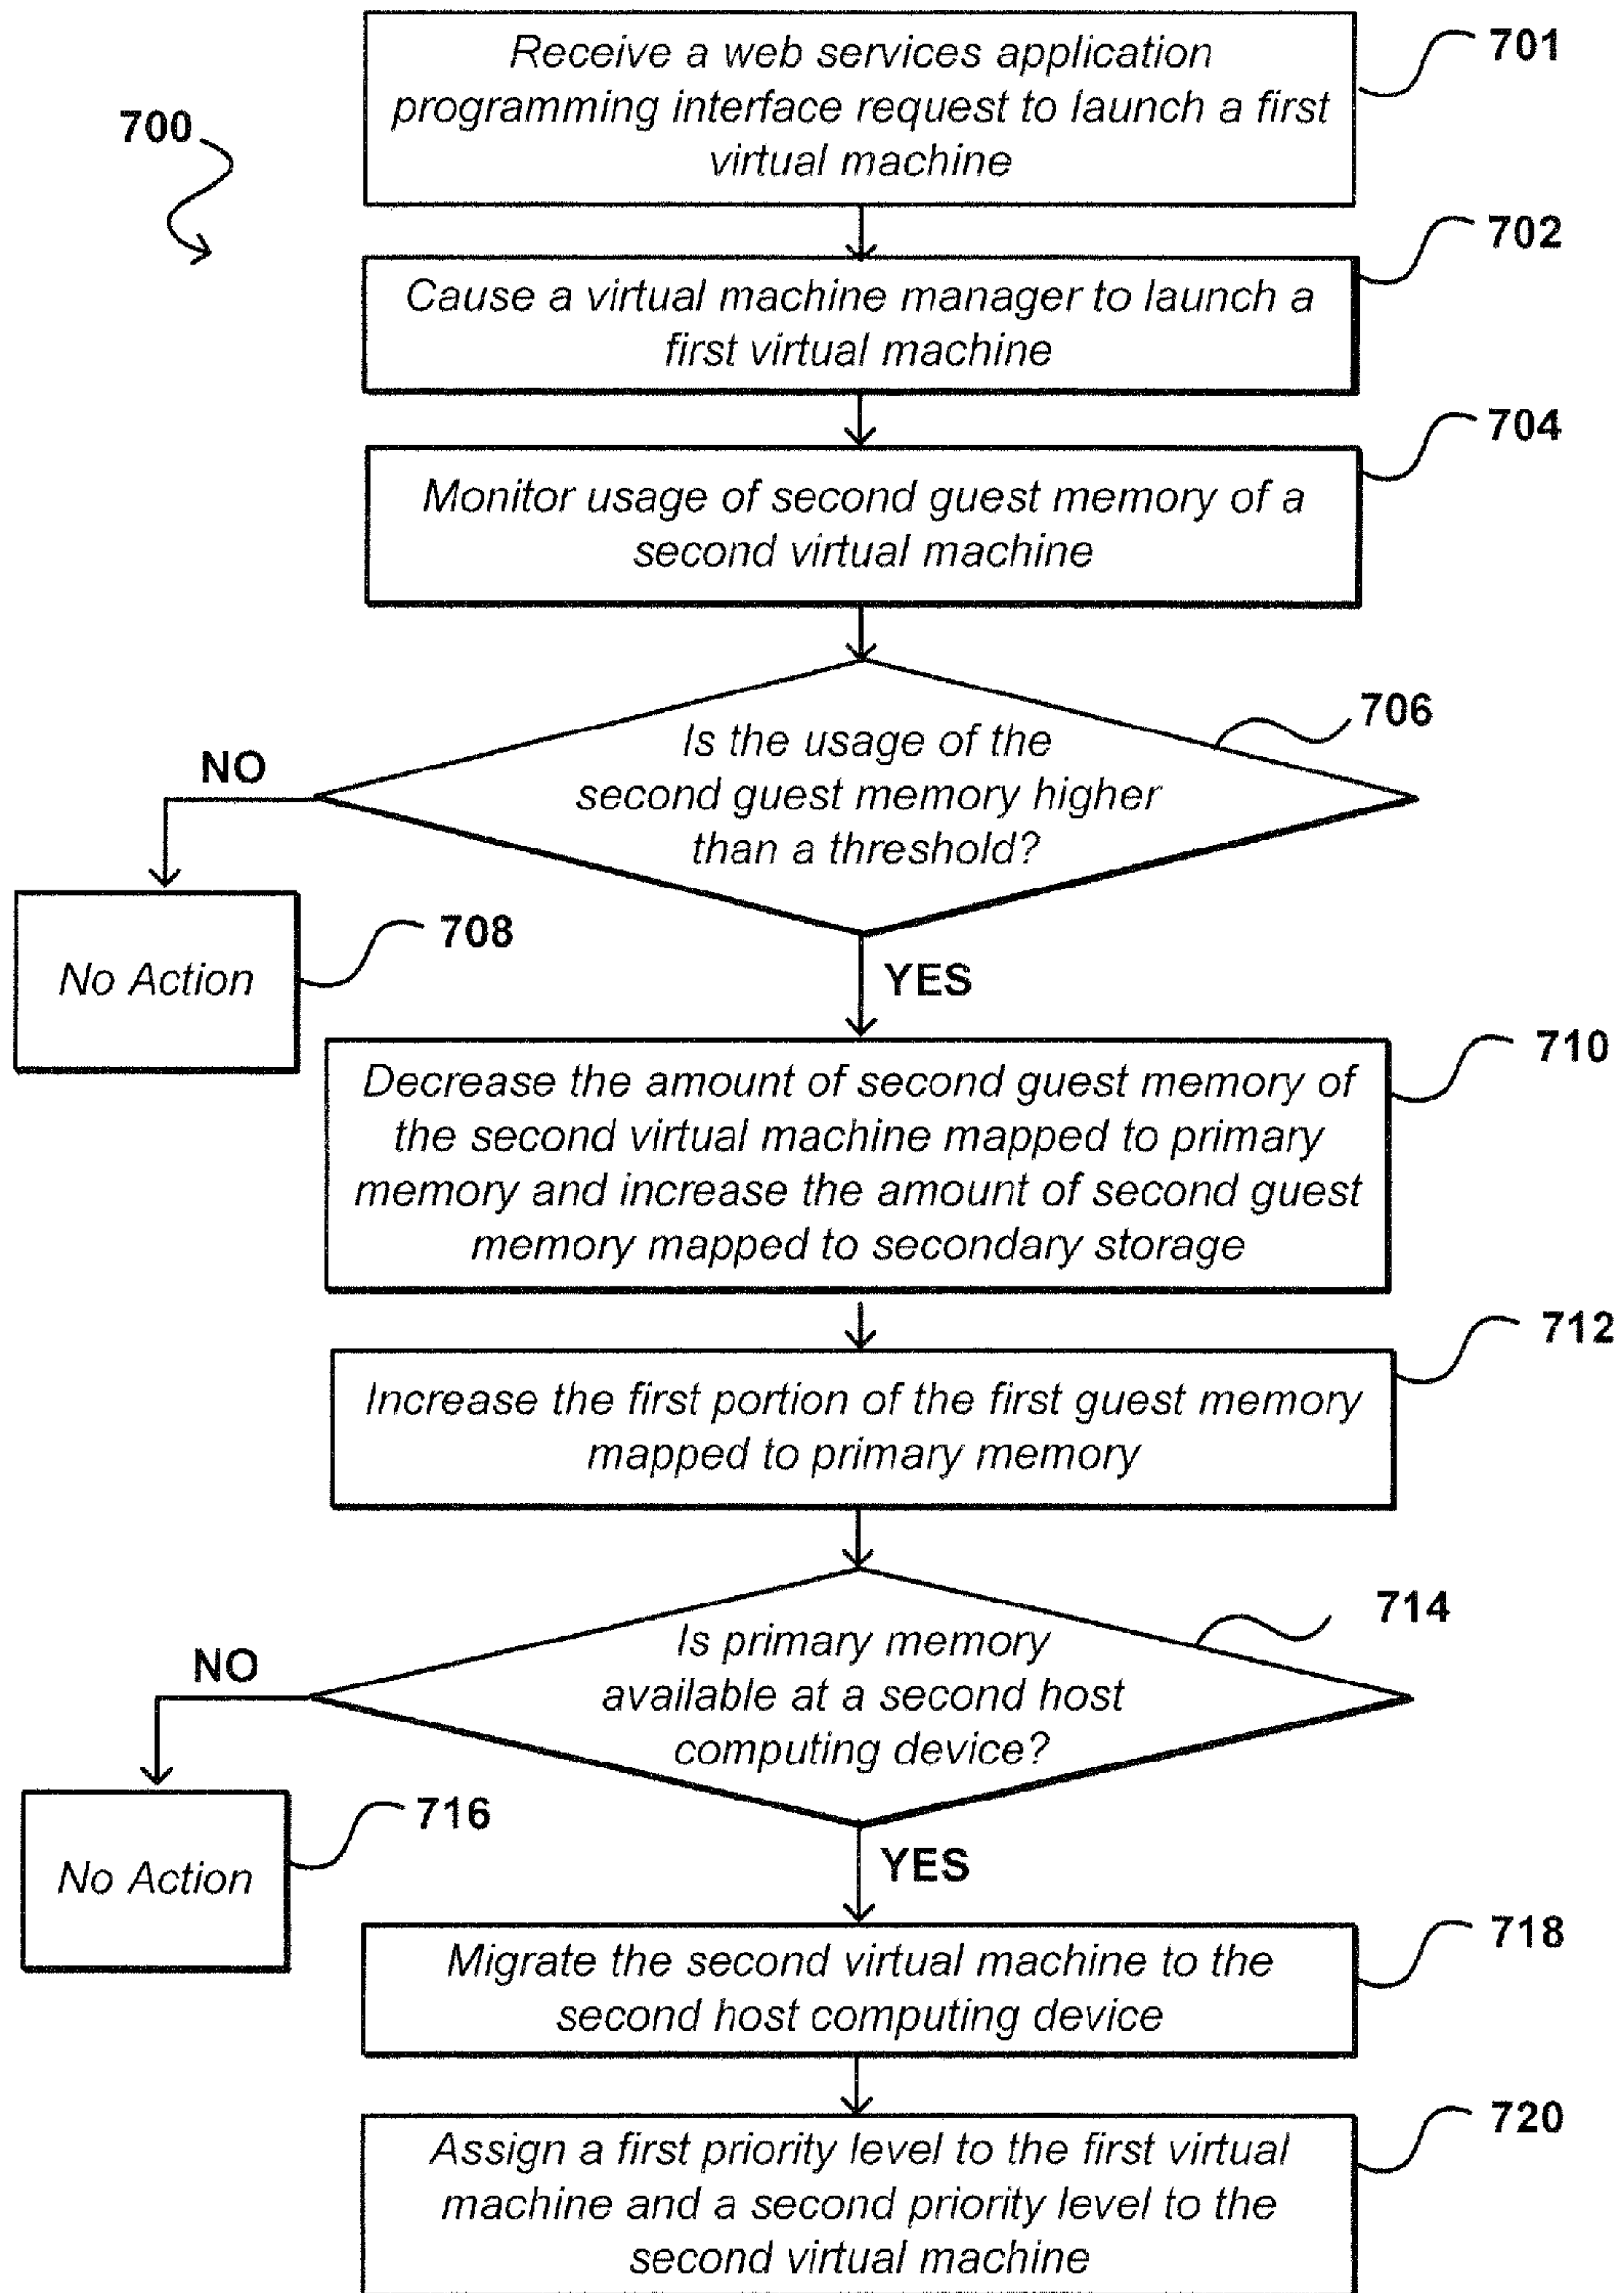 Receive a web services application
programming interface request to launch a first
virtual machine
701
700
Cause a virtual machine manager to launch a
first virtual machine
702
Monitor usage of second guest memory of a
second virtual machine
704
Is the usage of the
second guest memory higher
than a threshold?
706
NO
No Action
708
YES
Decrease the amount of second guest memory of
the second virtual machine mapped to primary
memory and increase the amount of second guest
memory mapped to secondary storage
710
Increase the first portion of the first guest memory
mapped to primary memory
712
Is primary memory
available at a second host
computing device?
714
NO
No Action
716
YES
Migrate the second virtual machine to the
second host computing device
718
Assign a first priority level to the first virtual
machine and a second priority level to the
second virtual machine
720